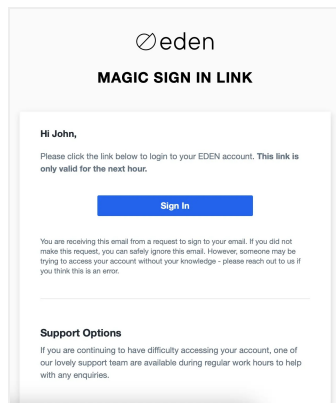 eden
MAGIC SIGN IN LINK
Hi John,
Please click the link below to login to your EDEN account. This link is
only valid for the next hour.
Sign In
You are receiving this email from a request to sign to your email. If you did not
make this request, you can safely ignore this email. However, someone may be
trying to access your account without your knowledge - please reach out to us if
you think this is an error.
Support Options
If you are continuing to have difficulty accessing your account, one of
our lovely support team are available during regular work hours to help
with any enquiries.